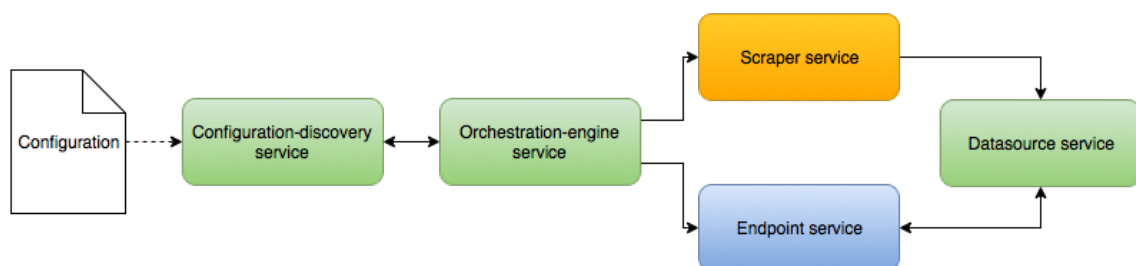 Configuration
Configuration-discovery
service
Orchestration-engine
service
Scraper service
Endpoint service
Datasource service